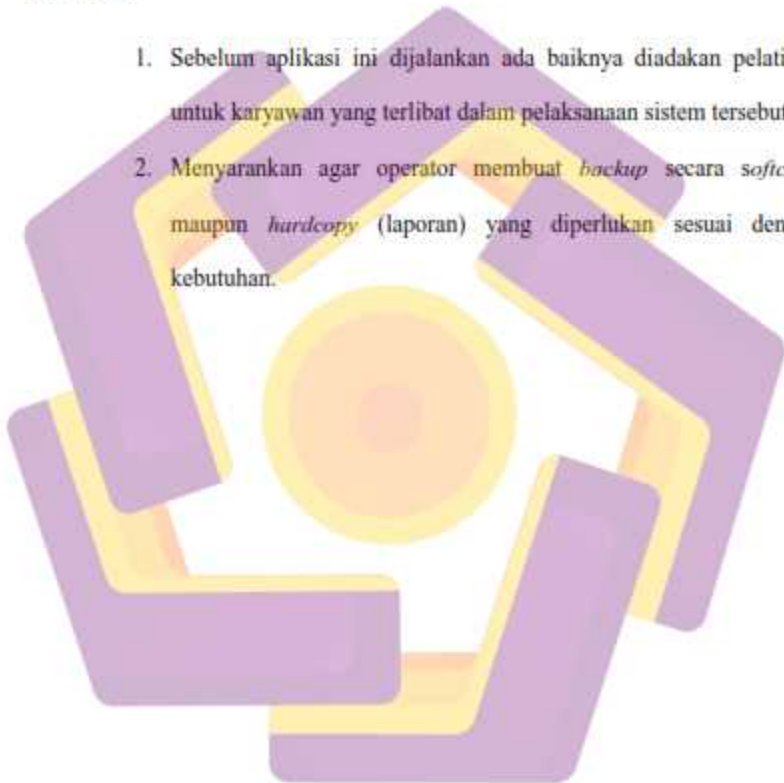 1. Sebelum aplikasi ini dijalankan ada baiknya diadakan pelati
untuk karyawan yang terlibat dalam pelaksanaan sistem tersebut
2. Menyarankan agar operator membuat backup secara softc
maupun hardcopy (laporan) yang diperlukan sesuai den
kebutuhan.